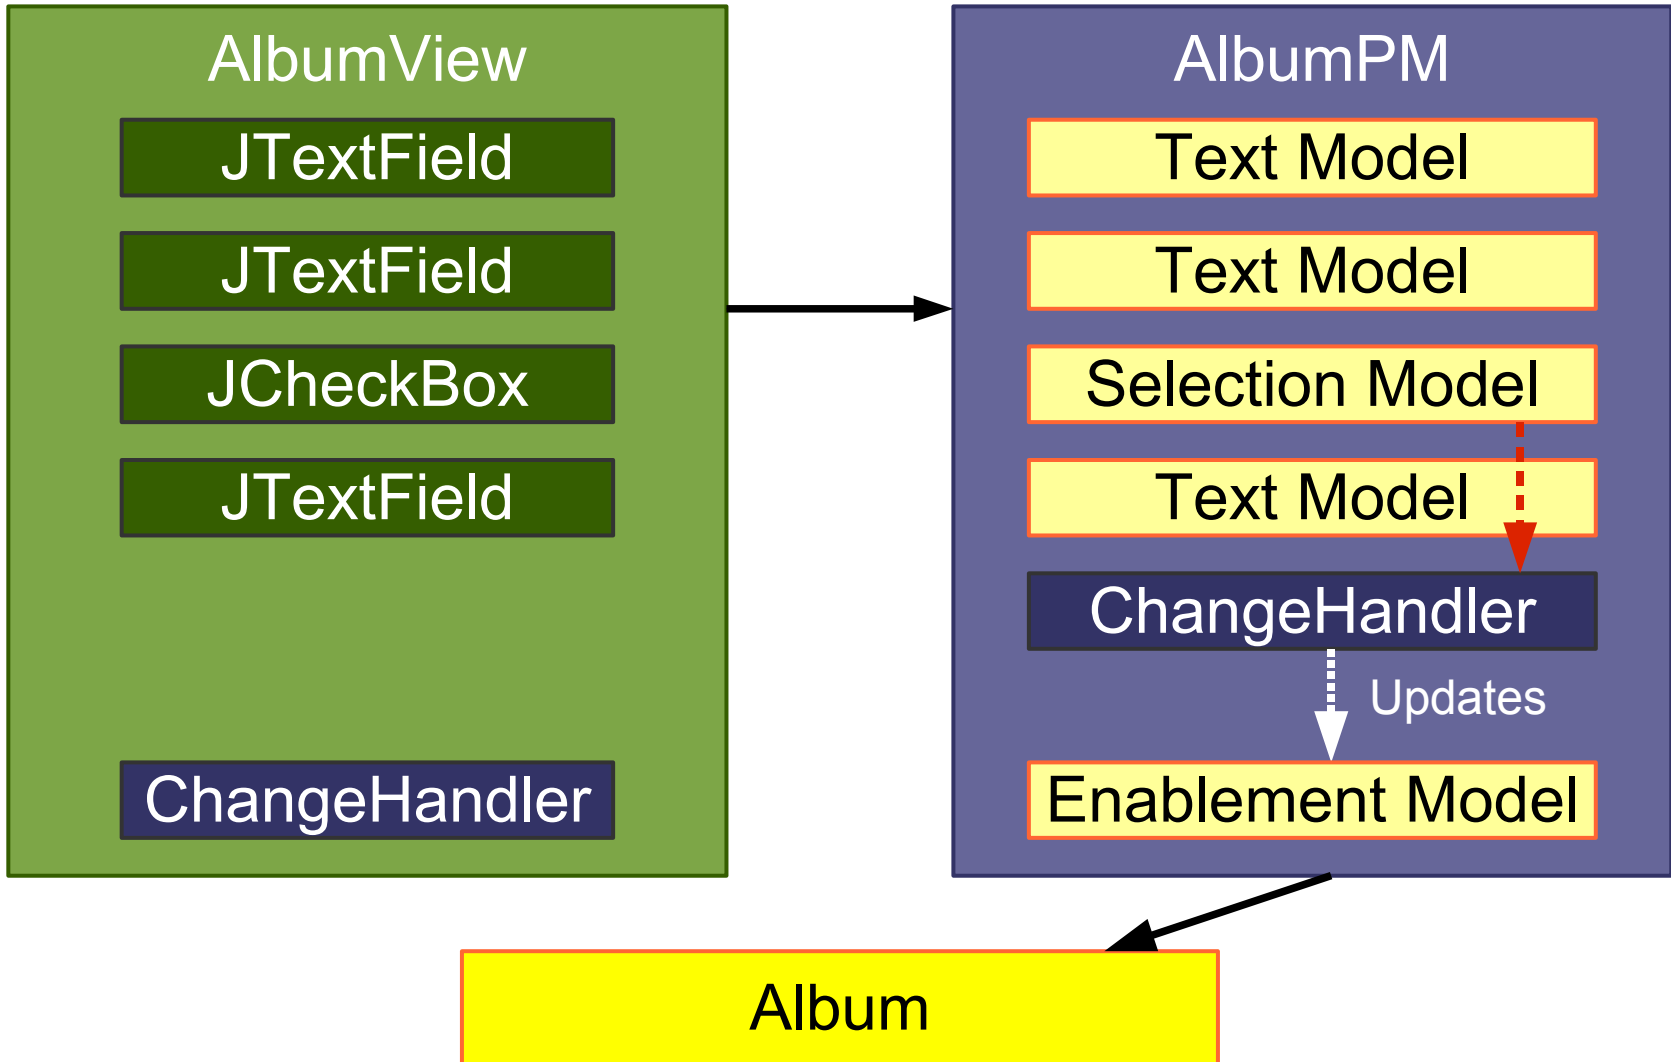 AlbumView
JTextField
JTextField
JCheckBox
JTextField
ChangeHandler
AlbumPM
Text Model
Text Model
Selection Model
Text Model
ChangeHandler
Updates
Enablement Model
Album